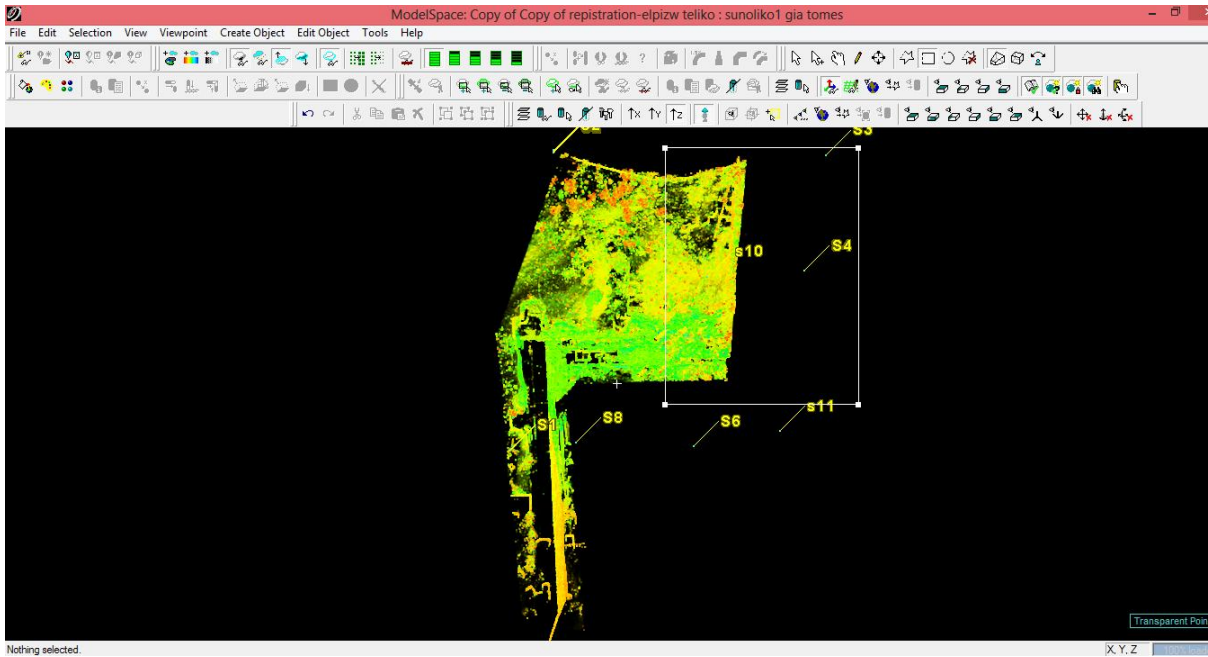 ModelSpace: Copy of Copy of repistration-elpizw teliko : sunoliko1 gia tomes
File Edit Selection View Viewpoint Create Object Edit Object Tools Help
S3
s10
S4
S1
S8
S6
s11
Transparent Poin
Nothing selected.
X, Y, Z